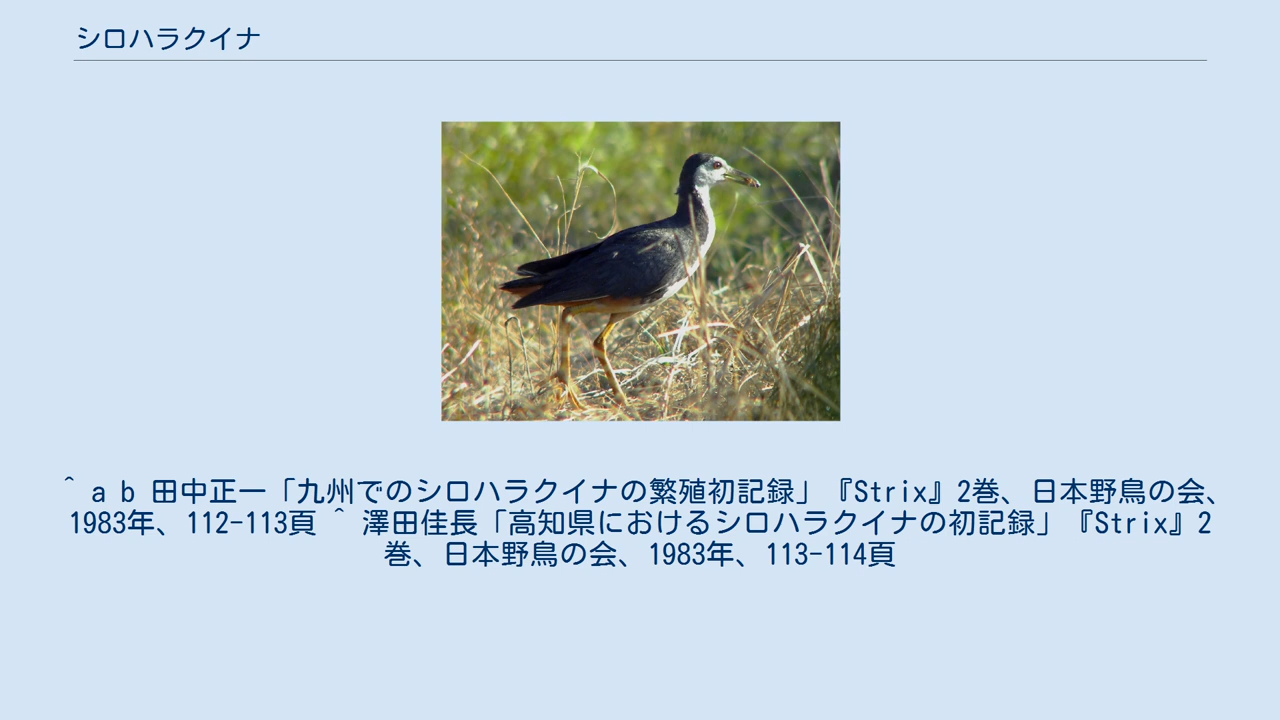 シロハラクイナ
^ a b 田中正一「九州でのシロハラクイナの繁殖初記録」『Strix』2巻、日本野鳥の会、
1983年、112-113頁 ^ 澤田佳長「高知県におけるシロハラクイナの初記録」『Strix』2
巻、日本野鳥の会、1983年、113-114頁